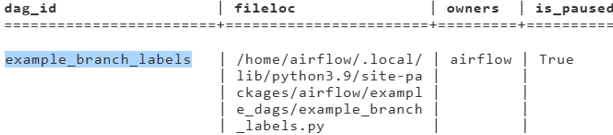 dag_id | fileloc | owners | is_paused
=========================+=========================+=========+==========
example_branch_labels | /home/airflow/.local/ | airflow | True
| lib/python3.9/site-pa | |
| ckages/airflow/exampl | |
| e_dags/example_branch | |
| _labels.py | |